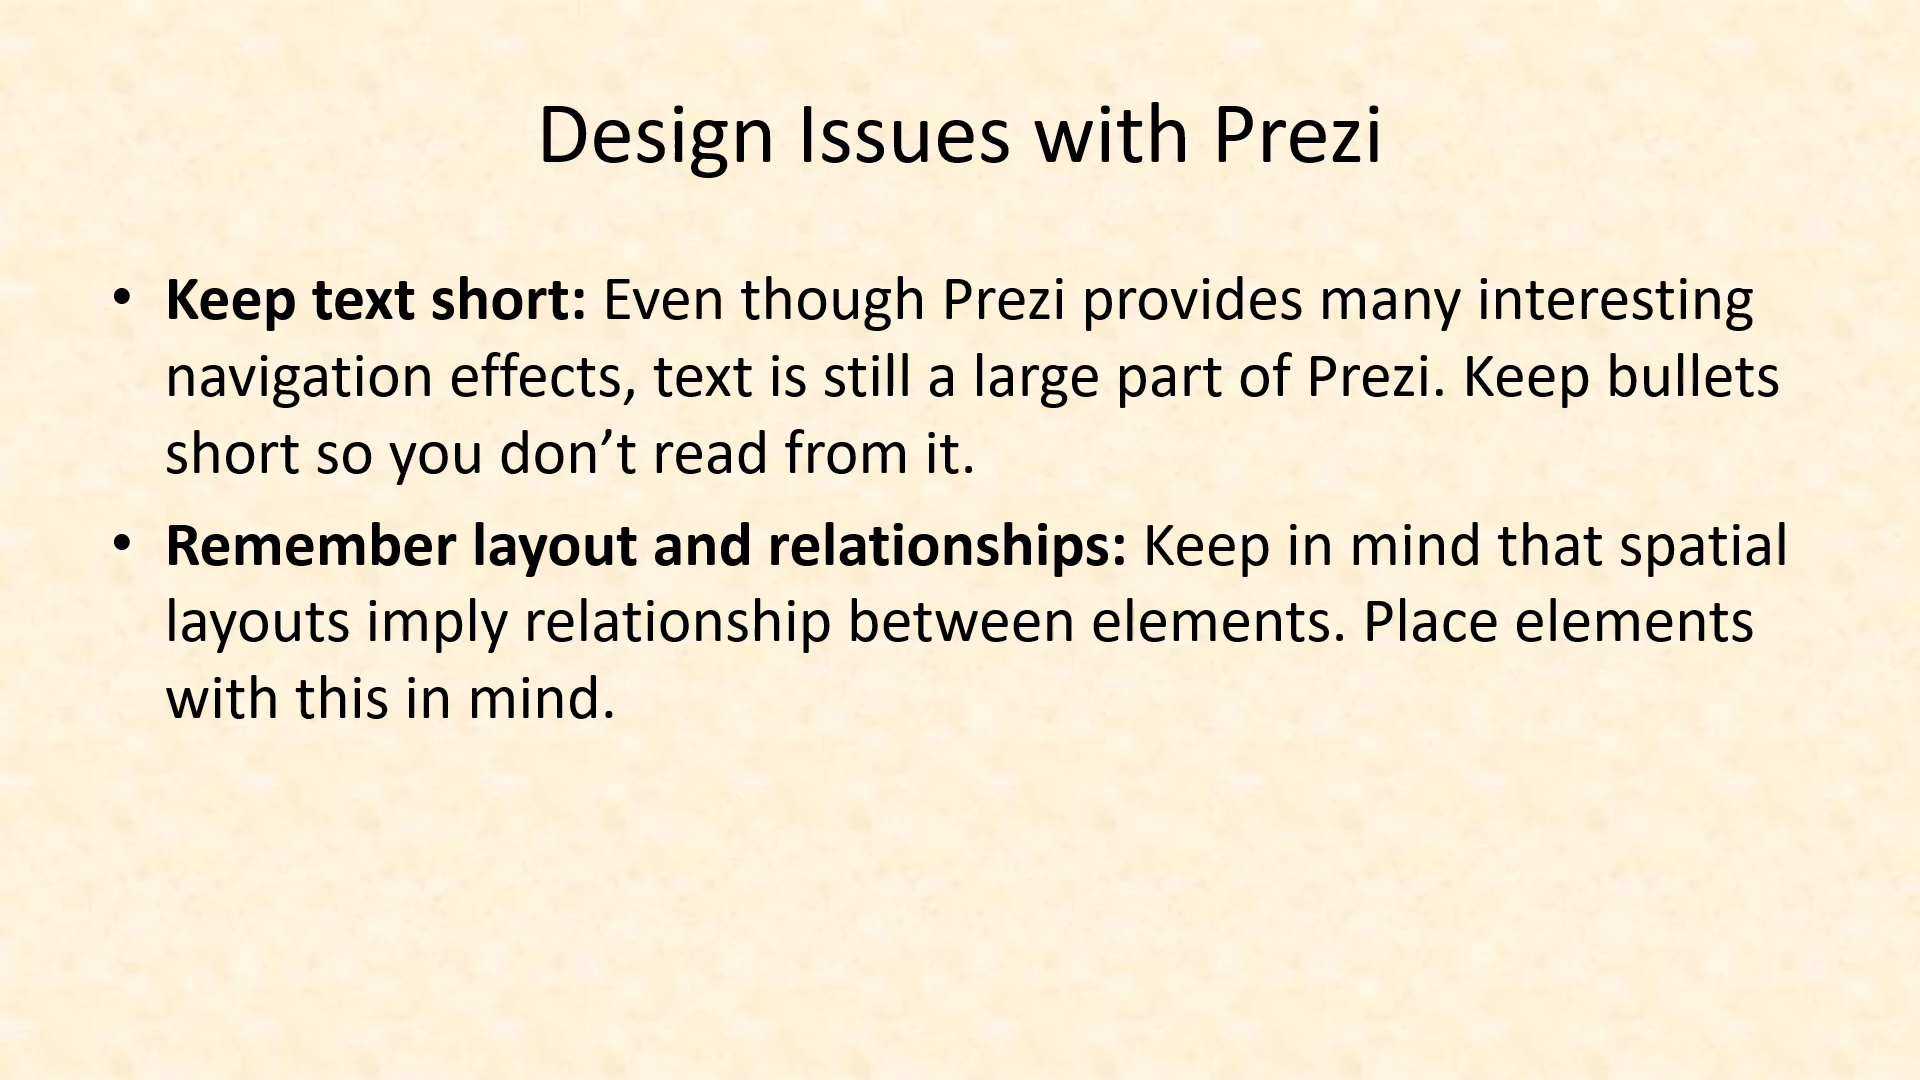 Design Issues with Prezi
• Keep text short: Even though Prezi provides many interesting
navigation effects, text is still a large part of Prezi. Keep bullets
short so you don’t read from it.
• Remember layout and relationships: Keep in mind that spatial
layouts imply relationship between elements. Place elements
with this in mind.